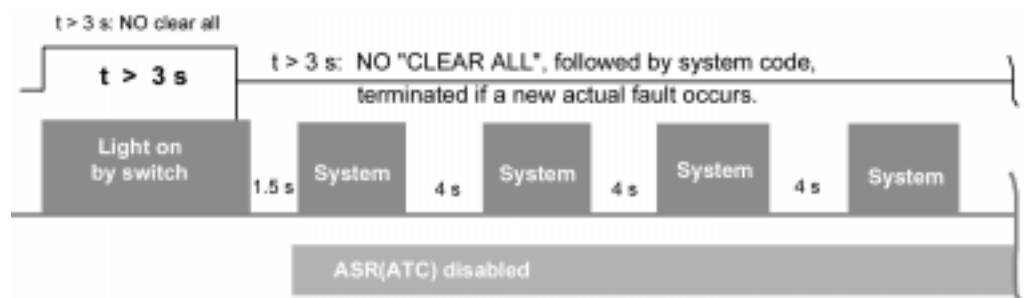 t > 3 s: NO clear all
t > 3 s
t > 3 s: NO "CLEAR ALL", followed by system code,
terminated if a new actual fault occurs.
Light on
by switch
1.5 s
System
4 s
System
4 s
System
4 s
System
ASR(ATC) disabled